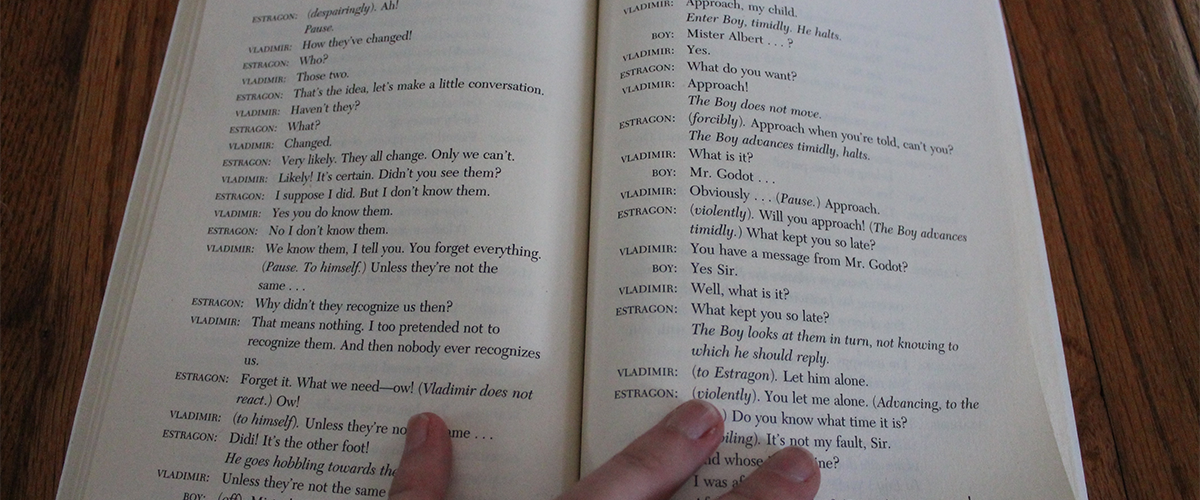 ESTRAGON: (despairingly). Ah!
Pause.
VLADIMIR: How they've changed!
ESTRAGON: Who?
VLADIMIR: Those two.
ESTRAGON: That's the idea, let's make a little conversation.
VLADIMIR: Haven't they?
ESTRAGON: What?
VLADIMIR: Changed.
ESTRAGON: Very likely. They all change. Only we can't.
VLADIMIR: Likely! It's certain. Didn't you see them?
ESTRAGON: I suppose I did. But I don't know them.
VLADIMIR: Yes you do know them.
ESTRAGON: No I don't know them.
VLADIMIR: We know them, I tell you. You forget everything.
(Pause. To himself.) Unless they're not the
same . . .
ESTRAGON: Why didn't they recognize us then?
VLADIMIR: That means nothing. I too pretended not to
recognize them. And then nobody ever recognizes
us.
ESTRAGON: Forget it. What we need—ow! (Vladimir does not
react.) Ow!
VLADIMIR: (to himself). Unless they're . . .
ESTRAGON: Didi! It's the other foot!
He goes hobbling towards
VLADIMIR: Unless they're not the same
BOY: (off).
VLADIMIR: Approach, my child.
Enter Boy, timidly. He halts.
BOY: Mister Albert . . . ?
VLADIMIR: Yes.
ESTRAGON: What do you want?
VLADIMIR: Approach!
The Boy does not move.
ESTRAGON: (forcibly). Approach when you're told, can't you?
The Boy advances timidly, halts.
VLADIMIR: What is it?
BOY: Mr. Godot . . .
VLADIMIR: Obviously . . . (Pause.) Approach.
ESTRAGON: (violently). Will you approach! (The Boy advances
timidly.) What kept you so late?
VLADIMIR: You have a message from Mr. Godot?
BOY: Yes Sir.
VLADIMIR: Well, what is it?
ESTRAGON: What kept you so late?
The Boy looks at them in turn, not knowing to
which he should reply.
VLADIMIR: (to Estragon). Let him alone.
ESTRAGON: (violently). You let me alone. (Advancing, to the
) Do you know what time it is?
It's not my fault, Sir.
whose
I was